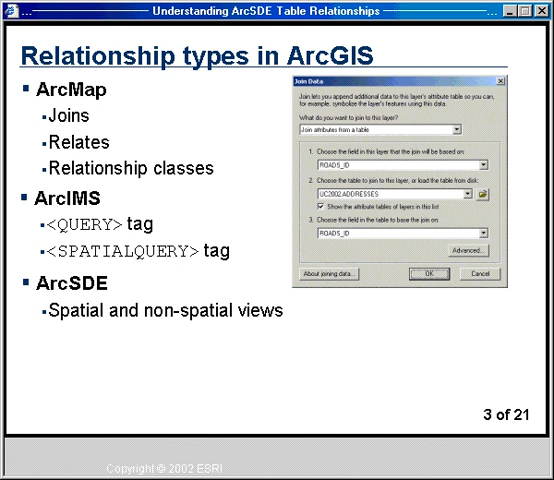 ... Understanding ArcSDE Table Relationships ...
Relationship types in ArcGIS
ArcMap
Joins
Relates
Relationship classes
ArcIMS
<QUERY> tag
<SPATIALQUERY> tag
ArcSDE
Spatial and non-spatial views
Join Data
Join lets you append additional data to this layer's attribute table so you can,
for example, symbolize the layer's features using this data.
What do you want to join to this layer?
Join attributes from a table
1. Choose the field in this layer that the join will be based on:
ROADS_ID
2. Choose the table to join to this layer, or load the table from disk:
UC2002.ADDRESSES
Show the attribute tables of layers in this list
3. Choose the field in the table to base the join on:
ROADS_ID
Advanced...
About joining data... OK Cancel
3 of 21
Copyright © 2002 ESRI